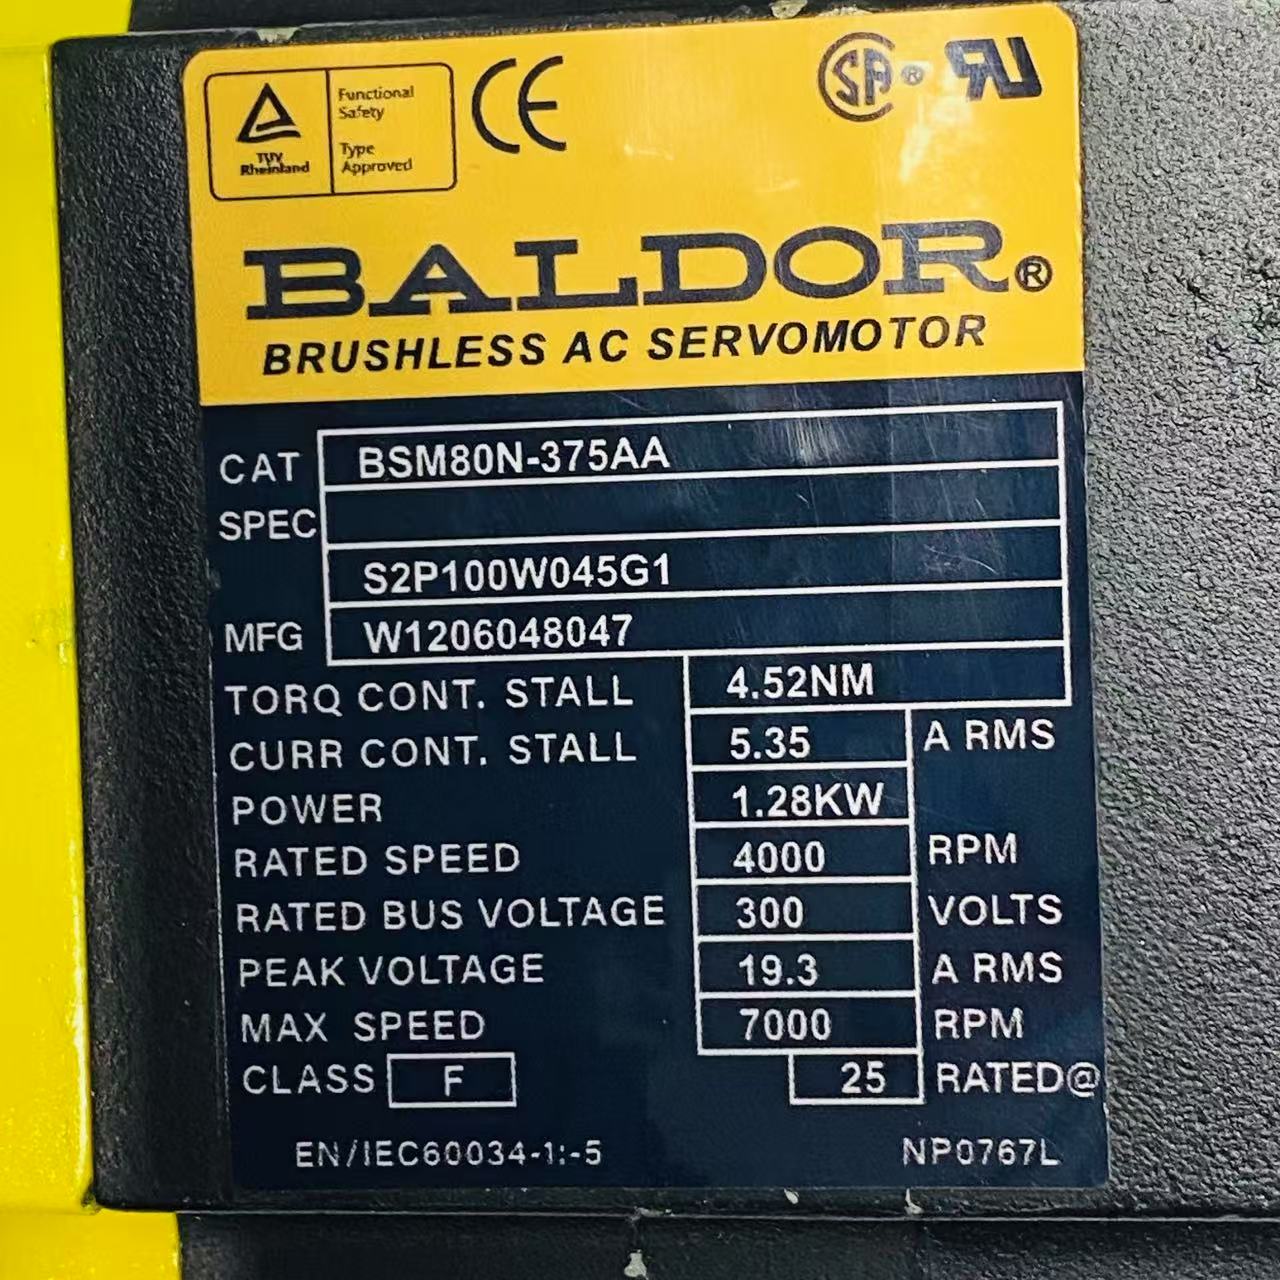 Functional
Safety
TÜV
Rheinland
Type
Approved
CE
SA®
RU
BALDOR®
BRUSHLESS AC SERVOMOTOR
CAT BSM80N-375AA
SPEC
S2P100W045G1
MFG W1206048047
TORQ CONT. STALL 4.52NM
CURR CONT. STALL 5.35 A RMS
POWER 1.28KW
RATED SPEED 4000 RPM
RATED BUS VOLTAGE 300 VOLTS
PEAK VOLTAGE 19.3 A RMS
MAX SPEED 7000 RPM
CLASS F 25 RATED@
EN/IEC60034-1:-5 NP0767L